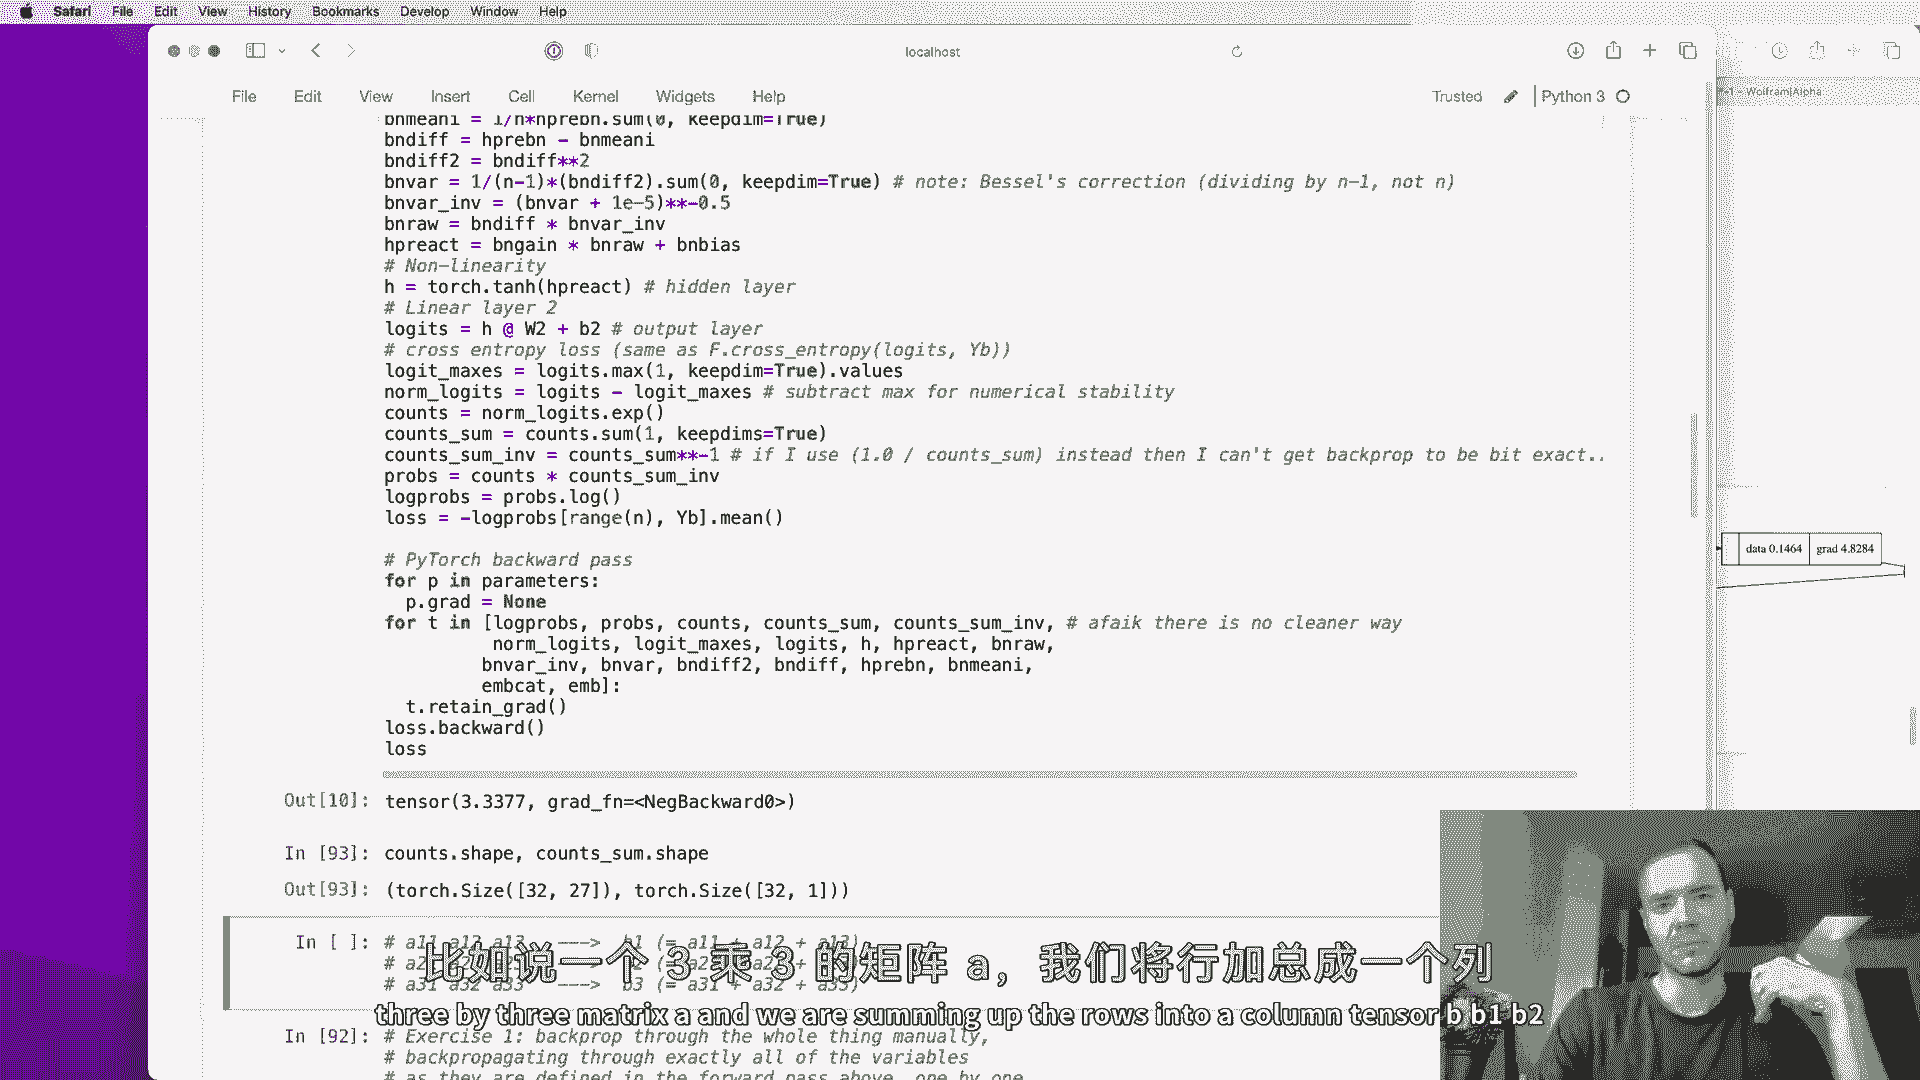 Safari File Edit View History Bookmarks Develop Window Help
localhost
File Edit View Insert Cell Kernel Widgets Help
Trusted Python 3
- Wolfram|Alpha
bnmeani = 1/n*hprebn.sum(0, keepdim=True)
bndiff = hprebn - bnmeani
bndiff2 = bndiff**2
bnvar = 1/(n-1)*(bndiff2).sum(0, keepdim=True) # note: Bessel's correction (dividing by n-1, not n)
bnvar_inv = (bnvar + 1e-5)**-0.5
bnraw = bndiff * bnvar_inv
hpreact = bngain * bnraw + bnbias
# Non-linearity
h = torch.tanh(hpreact) # hidden layer
# Linear layer 2
logits = h @ W2 + b2 # output layer
# cross entropy loss (same as F.cross_entropy(logits, Yb))
logit_maxes = logits.max(1, keepdim=True).values
norm_logits = logits - logit_maxes # subtract max for numerical stability
counts = norm_logits.exp()
counts_sum = counts.sum(1, keepdims=True)
counts_sum_inv = counts_sum**-1 # if I use (1.0 / counts_sum) instead then I can't get backprop to be bit exact..
probs = counts * counts_sum_inv
logprobs = probs.log()
loss = -logprobs[range(n), Yb].mean()
# PyTorch backward pass
for p in parameters:
p.grad = None
for t in [logprobs, probs, counts, counts_sum, counts_sum_inv, # afaik there is no cleaner way
norm_logits, logit_maxes, logits, h, hpreact, bnraw,
bnvar_inv, bnvar, bndiff2, bndiff, hprebn, bnmeani,
embcat, emb]:
t.retain_grad()
loss.backward()
loss
data 0.1464 grad 4.8284
Out[10]: tensor(3.3377, grad_fn=<NegBackward0>)
In [93]: counts.shape, counts_sum.shape
Out[93]: (torch.Size([32, 27]), torch.Size([32, 1]))
In [ ]: # a11 a12 a13 ---> b1 (= a11 + a12 + a13)
比如说一个 3 乘 3 的矩阵 a，我们将行加总成一个列
# a31 a32 a33 ---> b3 (= a31 + a32 + a33)
three by three matrix a and we are summing up the rows into a column tensor b b1 b2
In [92]: # Exercise 1: backprop through the whole thing manually,
# backpropagating through exactly all of the variables
# as they are defined in the forward pass above, one by one